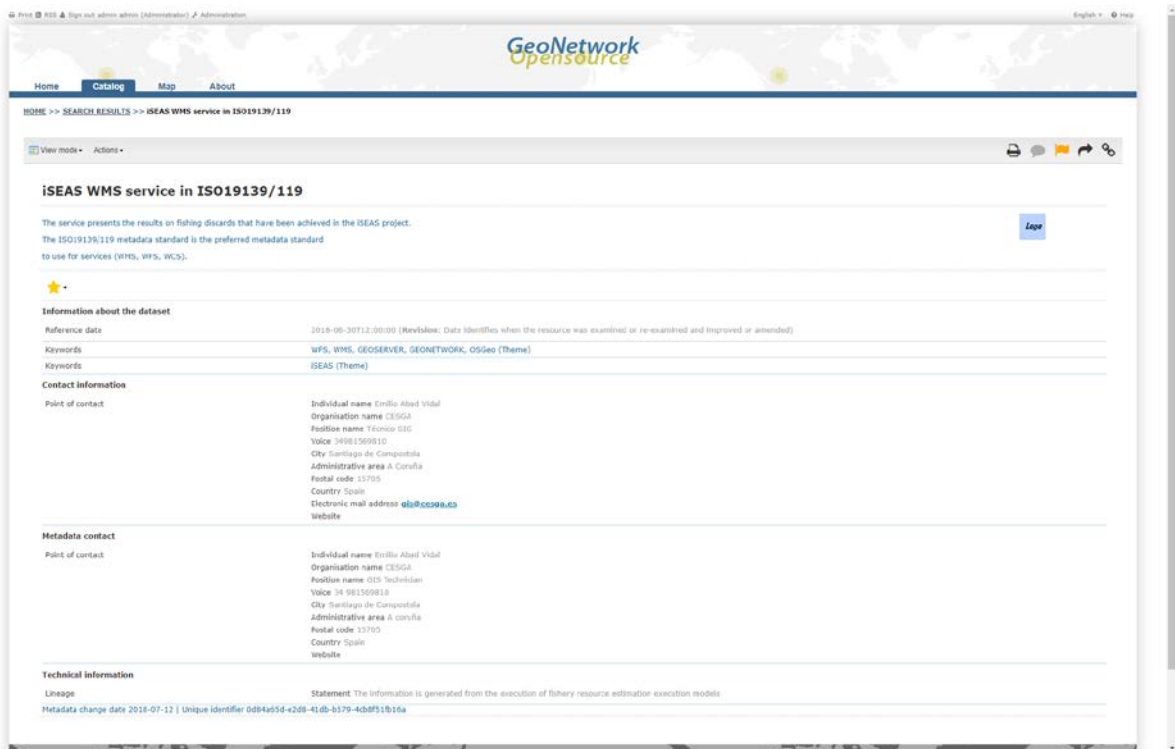 Print RSS Sign out admin admin (Administrator) Administration English Help
GeoNetwork
Opensource
Home Catalog Map About
HOME >> SEARCH RESULTS >> iSEAS WMS service in ISO19139/119
View mode Actions
iSEAS WMS service in ISO19139/119
The service presents the results on fishing discards that have been achieved in the iSEAS project.
The ISO19139/119 metadata standard is the preferred metadata standard
to use for services (WMS, WFS, WCS).
Logo
Information about the dataset
Reference date 2018-06-30T12:00:00 (Revision: Date identifies when the resource was examined or re-examined and improved or amended)
Keywords WFS, WMS, GEOSERVER, GEONETWORK, OSGeo (Theme)
Keywords iSEAS (Theme)
Contact information
Point of contact Individual name Emilio Abad Vidal
Organisation name CESGA
Position name Técnico SIG
Voice 34981569810
City Santiago de Compostela
Administrative area A Coruña
Postal code 15705
Country Spain
Electronic mail address gis@cesga.es
Website
Metadata contact
Point of contact Individual name Emilio Abad Vidal
Organisation name CESGA
Position name GIS Technician
Voice 34 981569810
City Santiago de Compostela
Administrative area A coruña
Postal code 15705
Country Spain
Website
Technical information
Lineage Statement The information is generated from the execution of fishery resource estimation execution models
Metadata change date 2018-07-12 | Unique identifier 0d84a65d-e2d8-41db-b579-4cb8f51fb16a